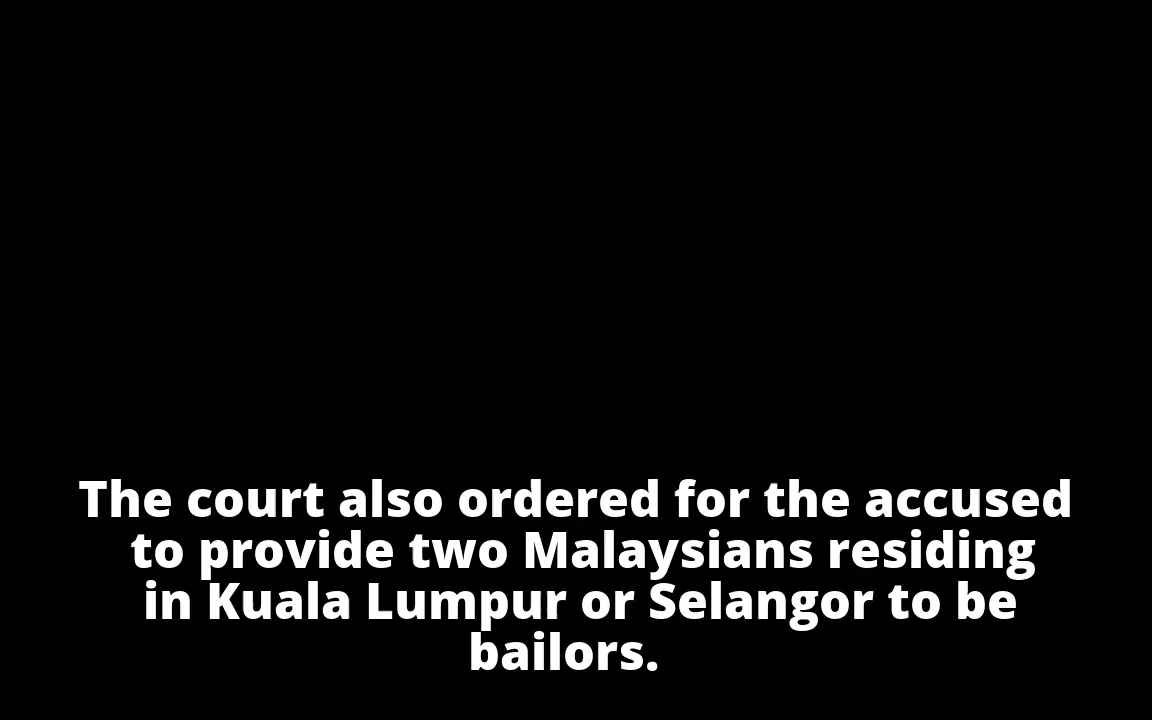 The court also ordered for the accused
to provide two Malaysians residing
in Kuala Lumpur or Selangor to be
bailors.